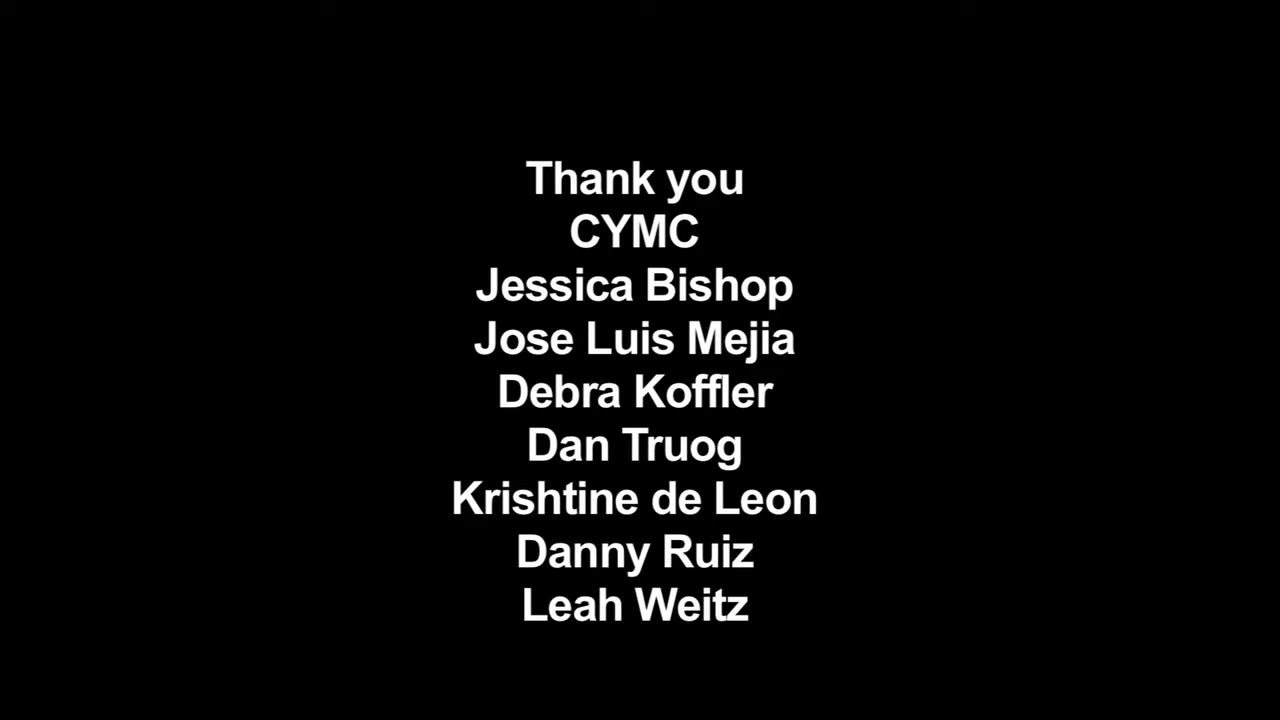 Thank you
CYMC
Jessica Bishop
Jose Luis Mejia
Debra Koffler
Dan Truog
Krishtine de Leon
Danny Ruiz
Leah Weitz